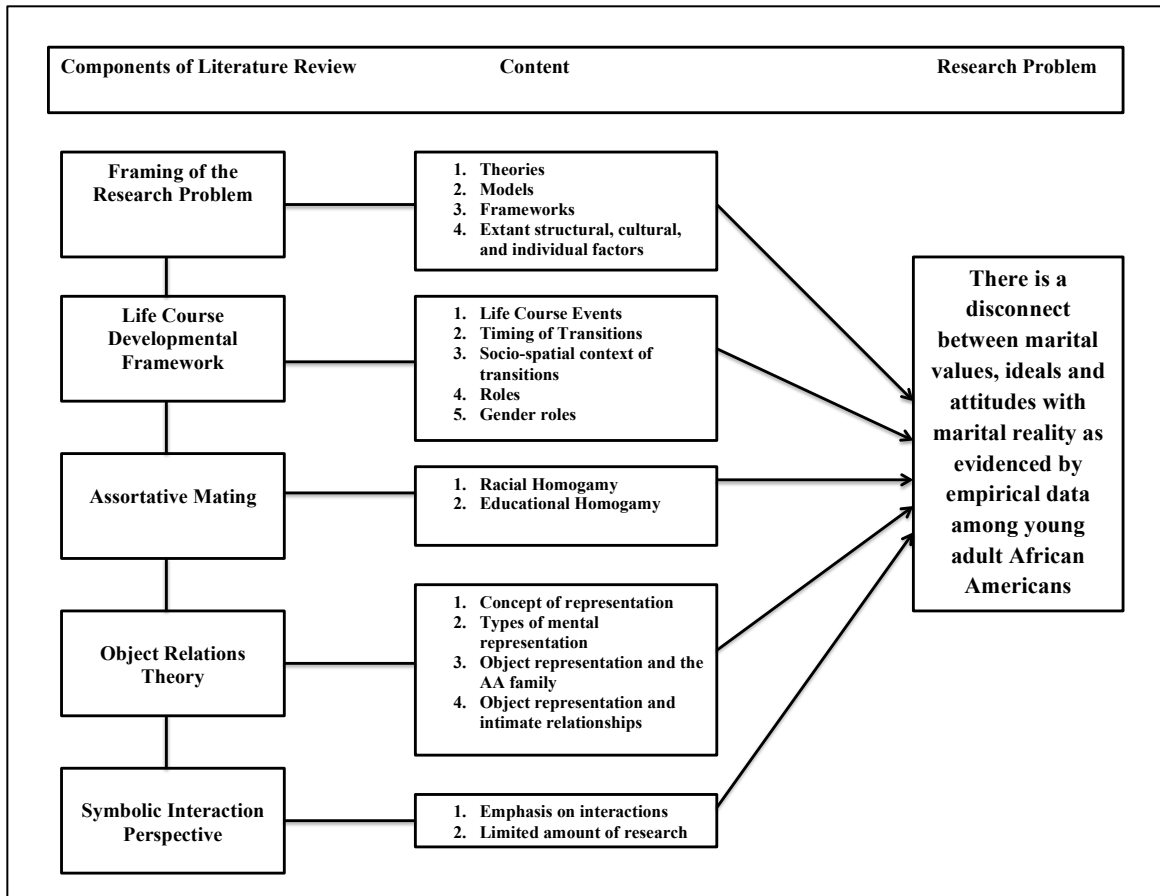 Components of Literature Review Content Research Problem
Framing of the
Research Problem
1. Theories
2. Models
3. Frameworks
4. Extant structural, cultural,
and individual factors
Life Course
Developmental
Framework
1. Life Course Events
2. Timing of Transitions
3. Socio-spatial context of
transitions
4. Roles
5. Gender roles
Assortative Mating
1. Racial Homogamy
2. Educational Homogamy
Object Relations
Theory
1. Concept of representation
2. Types of mental
representation
3. Object representation and the
AA family
4. Object representation and
intimate relationships
Symbolic Interaction
Perspective
1. Emphasis on interactions
2. Limited amount of research
There is a
disconnect
between marital
values, ideals and
attitudes with
marital reality as
evidenced by
empirical data
among young
adult African
Americans